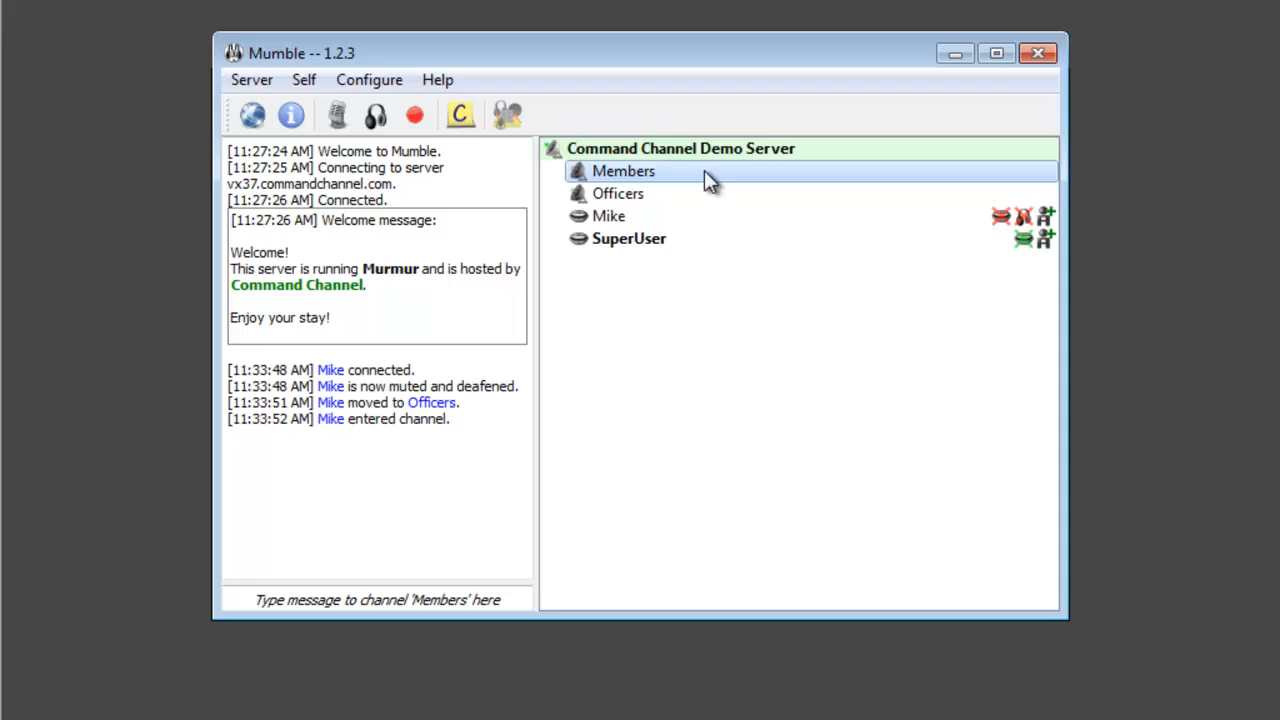 Mumble -- 1.2.3
Server Self Configure Help
C
[11:27:24 AM] Welcome to Mumble.
[11:27:25 AM] Connecting to server
vx37.commandchannel.com.
[11:27:26 AM] Connected.
[11:27:26 AM] Welcome message:
Welcome!
This server is running Murmur and is hosted by
Command Channel.
Enjoy your stay!
[11:33:48 AM] Mike connected.
[11:33:48 AM] Mike is now muted and deafened.
[11:33:51 AM] Mike moved to Officers.
[11:33:52 AM] Mike entered channel.
Type message to channel 'Members' here
Command Channel Demo Server
Members
Officers
Mike
SuperUser